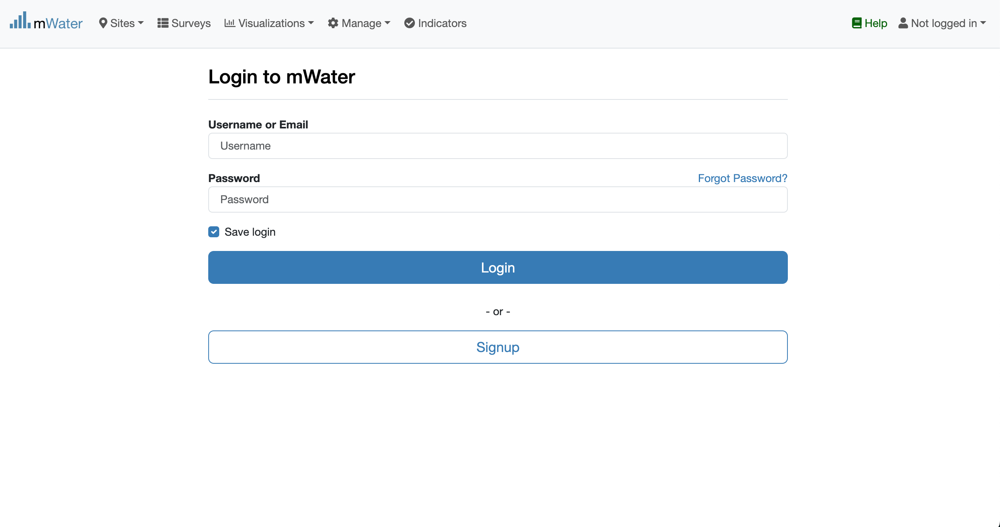 mWater Sites Surveys Visualizations Manage Indicators Help Not logged in
Login to mWater
Username or Email
Username
Password Forgot Password?
Password
Save login
Login
- or -
Signup